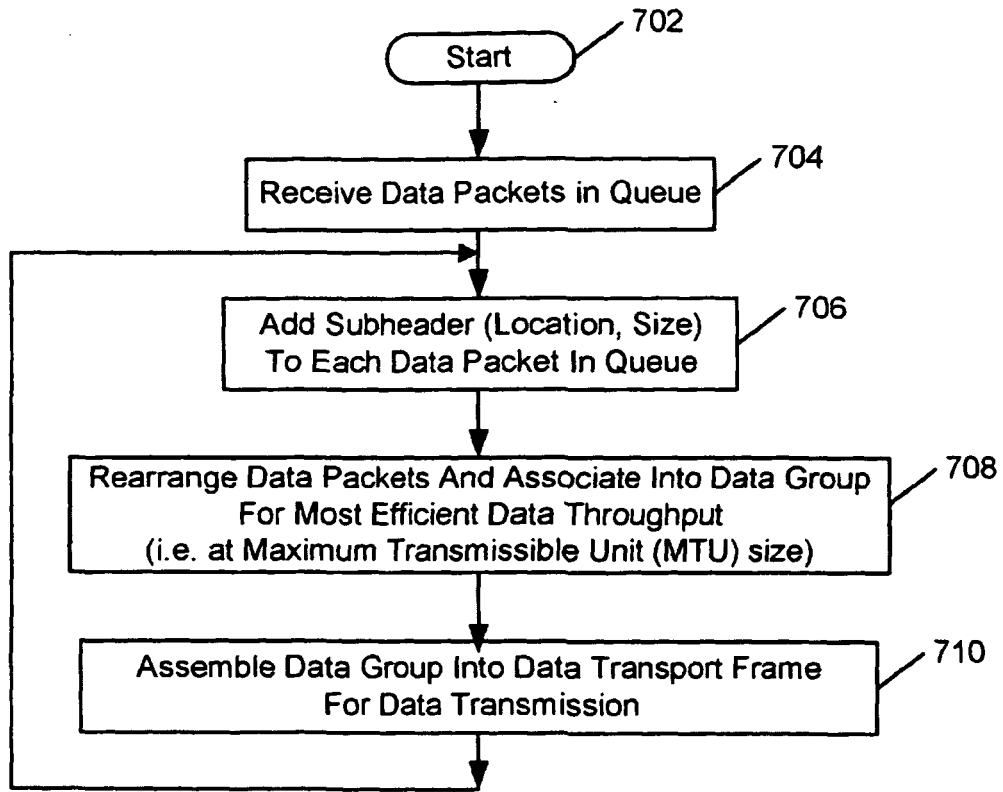 702
Start
704
Receive Data Packets in Queue
706
Add Subheader (Location, Size)
To Each Data Packet In Queue
708
Rearrange Data Packets And Associate Into Data Group
For Most Efficient Data Throughput
(i.e. at Maximum Transmissible Unit (MTU) size)
710
Assemble Data Group Into Data Transport Frame
For Data Transmission